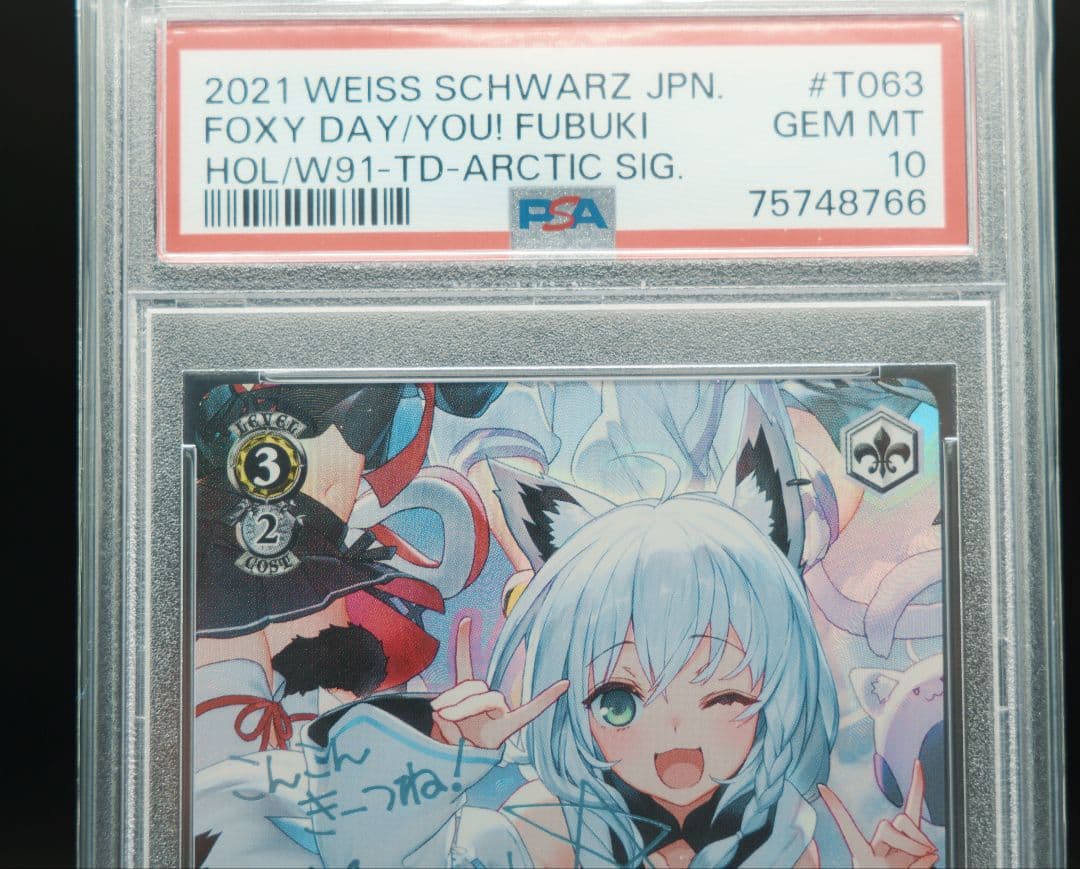 2021 WEISS SCHWARZ JPN. #T063
FOXY DAY/YOU! FUBUKI GEM MT
HOL/W91-TD-ARCTIC SIG. 10
75748766
PSA
LEVEL
3
2
COST
こんこん
きーつね!